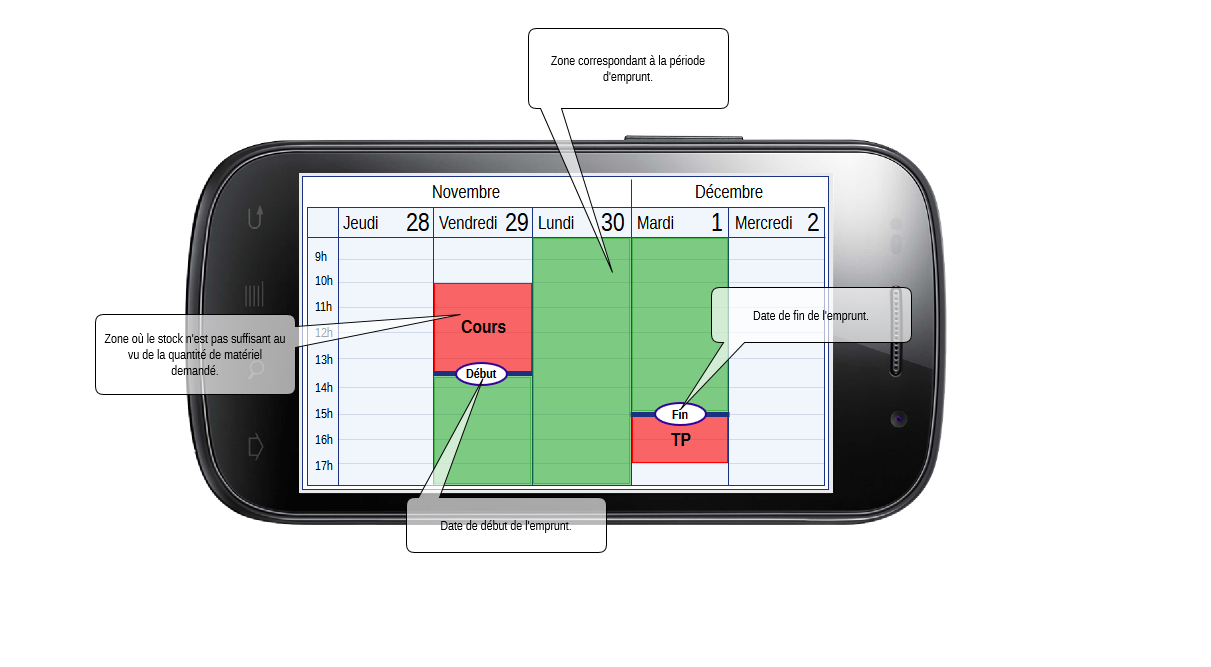 Zone correspondant à la période
d'emprunt.
Novembre
Décembre
Jeudi 28
Vendredi 29
Lundi 30
Mardi 1
Mercredi 2
9h
10h
11h
12h
13h
14h
15h
16h
17h
Cours
Zone où le stock n'est pas suffisant au
vu de la quantité de matériel
demandé.
Date de fin de l'emprunt.
Début
Fin
TP
Date de début de l'emprunt.